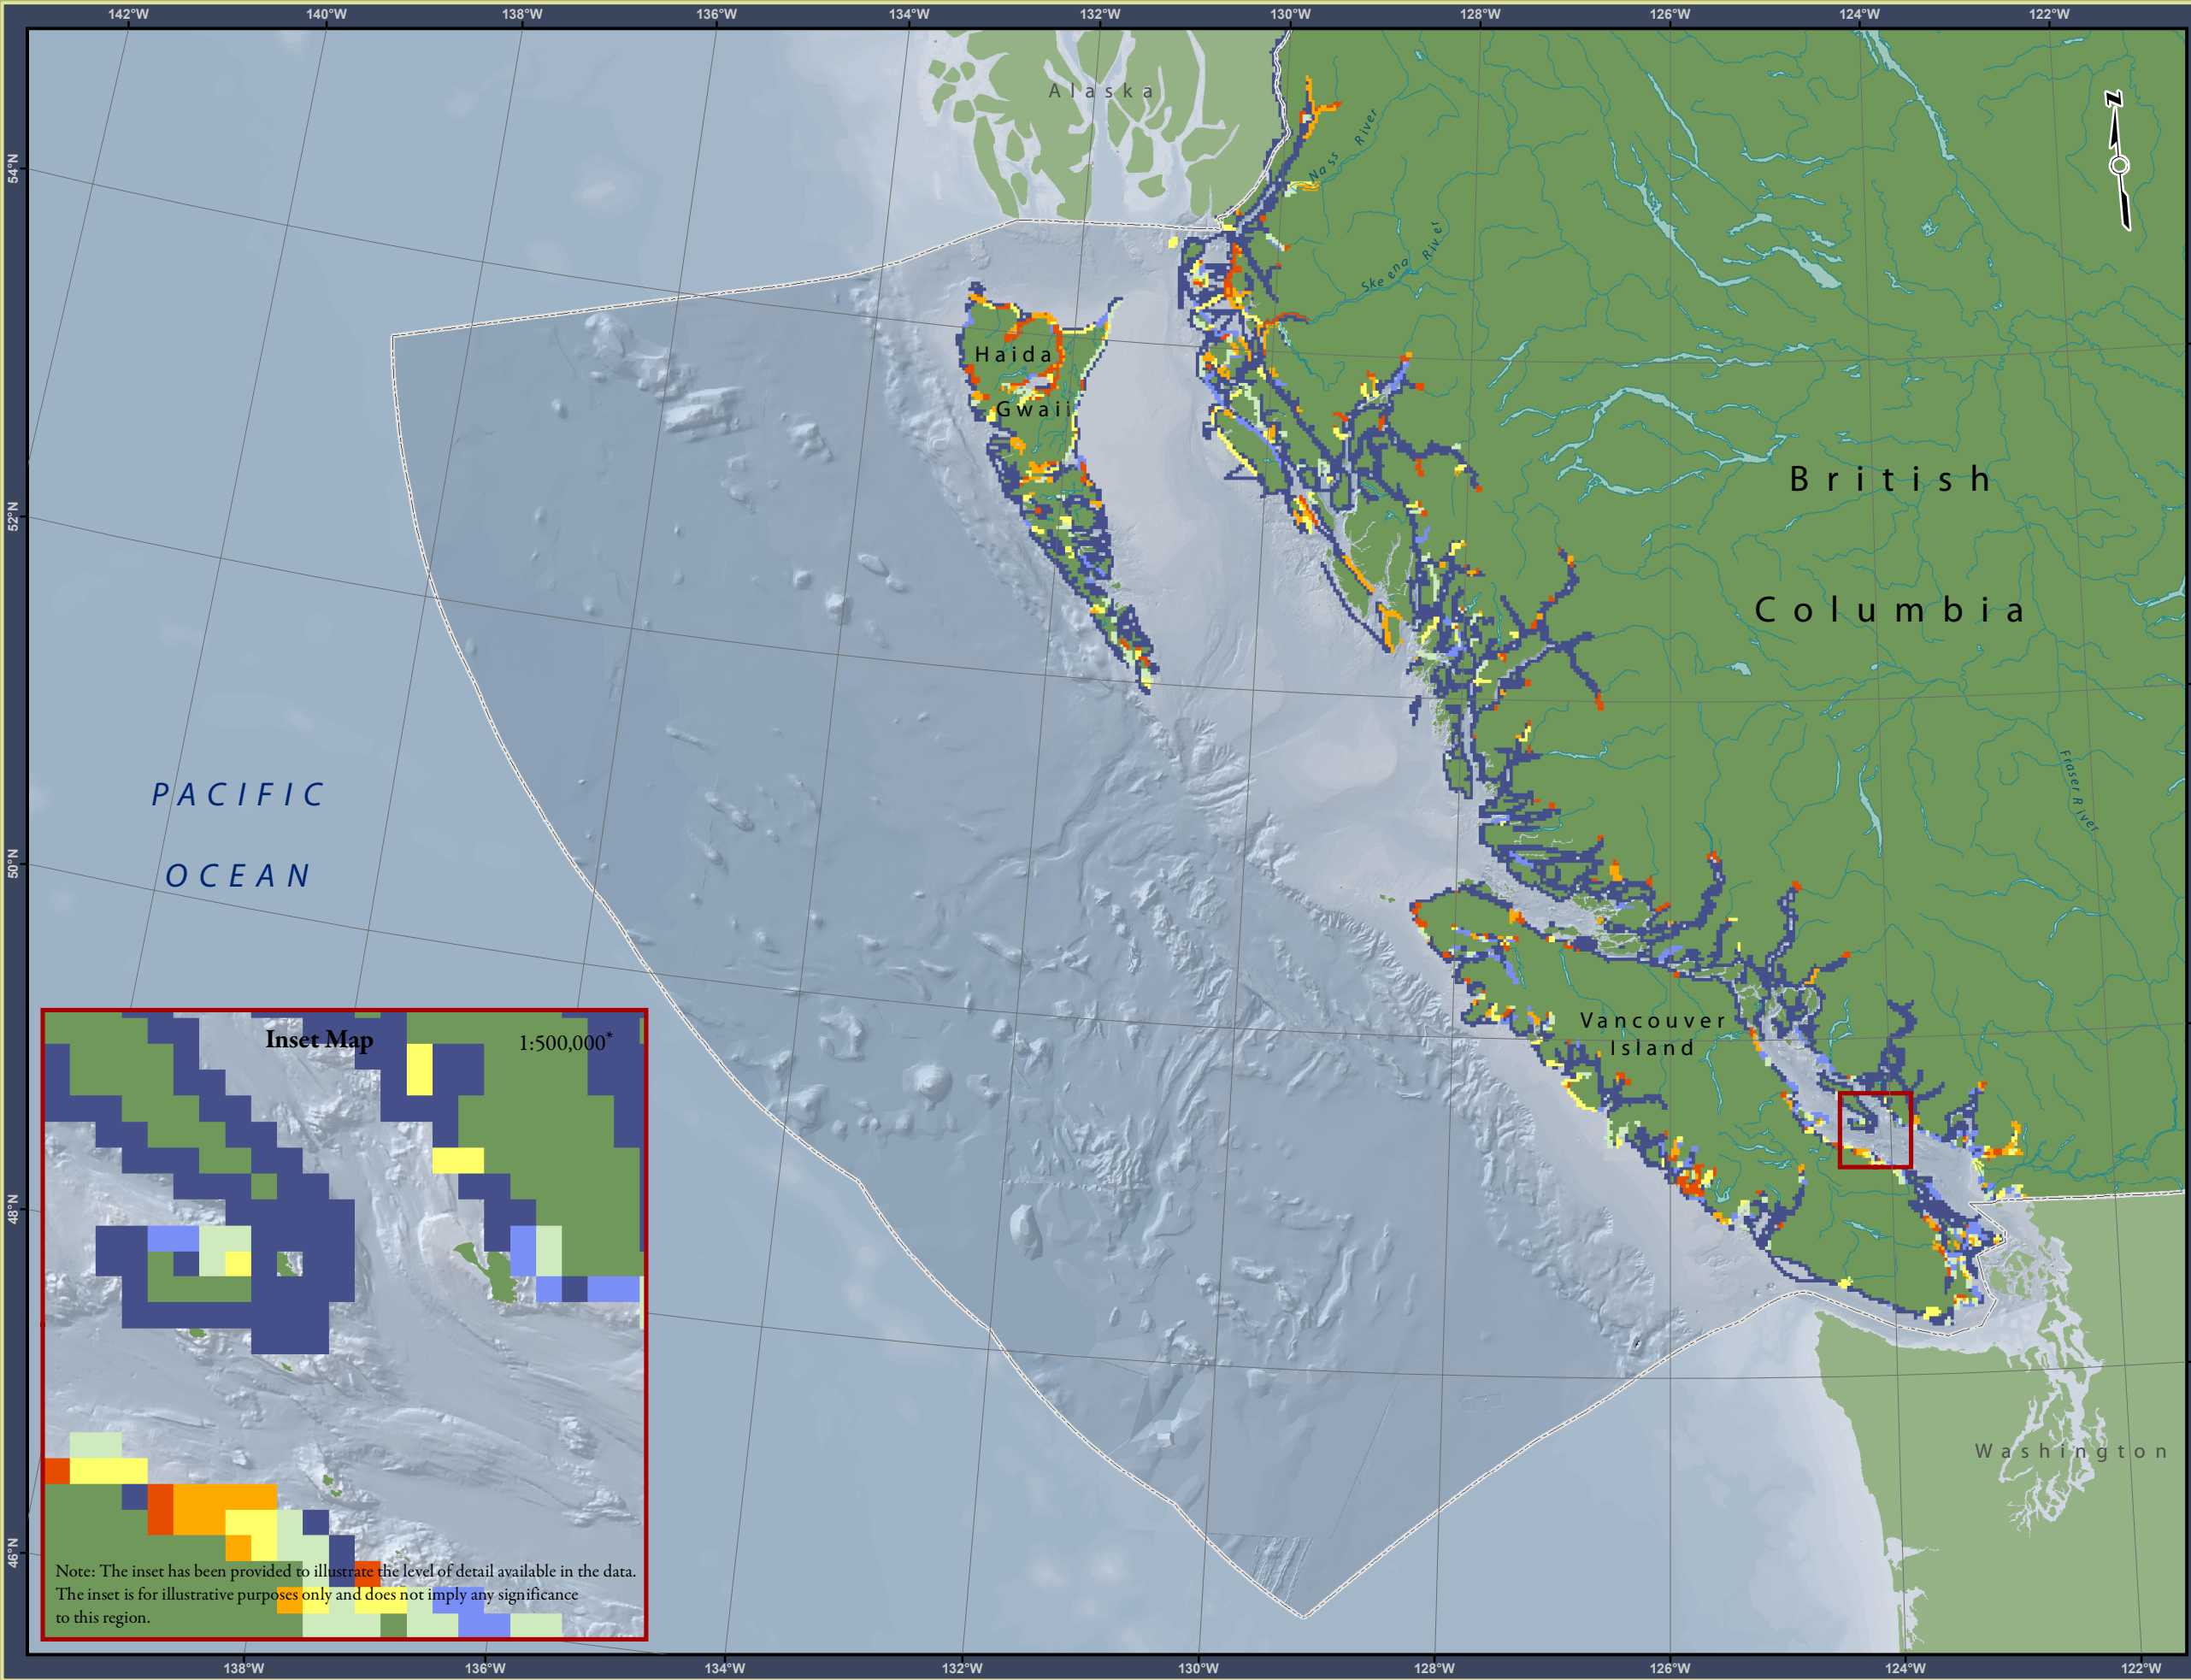 142°W 140°W 138°W 136°W 134°W 132°W 130°W 128°W 126°W 124°W 122°W
Alaska
N
Nass River
54°N
Skeena River
Haida
Gwaii
British
Columbia
52°N
PACIFIC
OCEAN
Fraser River
50°N
Vancouver
Island
Inset Map 1:500,000*
48°N
Washington
46°N
Note: The inset has been provided to illustrate the level of detail available in the data.
The inset is for illustrative purposes only and does not imply any significance
to this region.
138°W 136°W 134°W 132°W 130°W 128°W 126°W 124°W 122°W